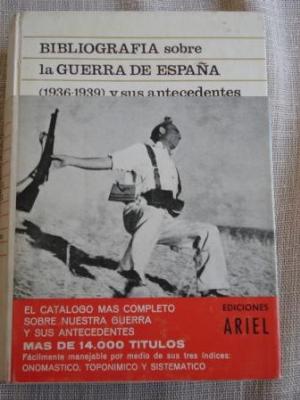 BIBLIOGRAFIA sobre
la GUERRA DE ESPAÑA
(1936-1939) y sus antecedentes
EL CATALOGO MAS COMPLETO
SOBRE NUESTRA GUERRA
Y SUS ANTECEDENTES
MAS DE 14.000 TITULOS
Fácilmente manejable por medio de sus tres índices:
ONOMASTICO, TOPONIMICO Y SISTEMATICO
EDICIONES
ARIEL